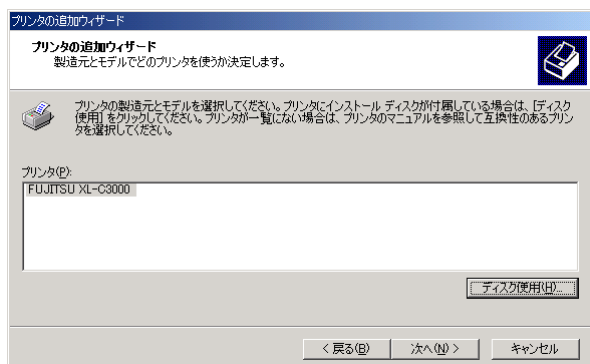 プリンタの追加ウィザード
プリンタの追加ウィザード
製造元とモデルでどのプリンタを使うか決定します。
プリンタの製造元とモデルを選択してください。プリンタにインストール ディスクが付属している場合は、[ディスク
使用] をクリックしてください。プリンタが一覧にない場合は、プリンタのマニュアルを参照して互換性のあるプリン
タを選択してください。
プリンタ(P):
FUJITSU XL-C3000
ディスク使用(H)...
< 戻る(B)
次へ(N) >
キャンセル